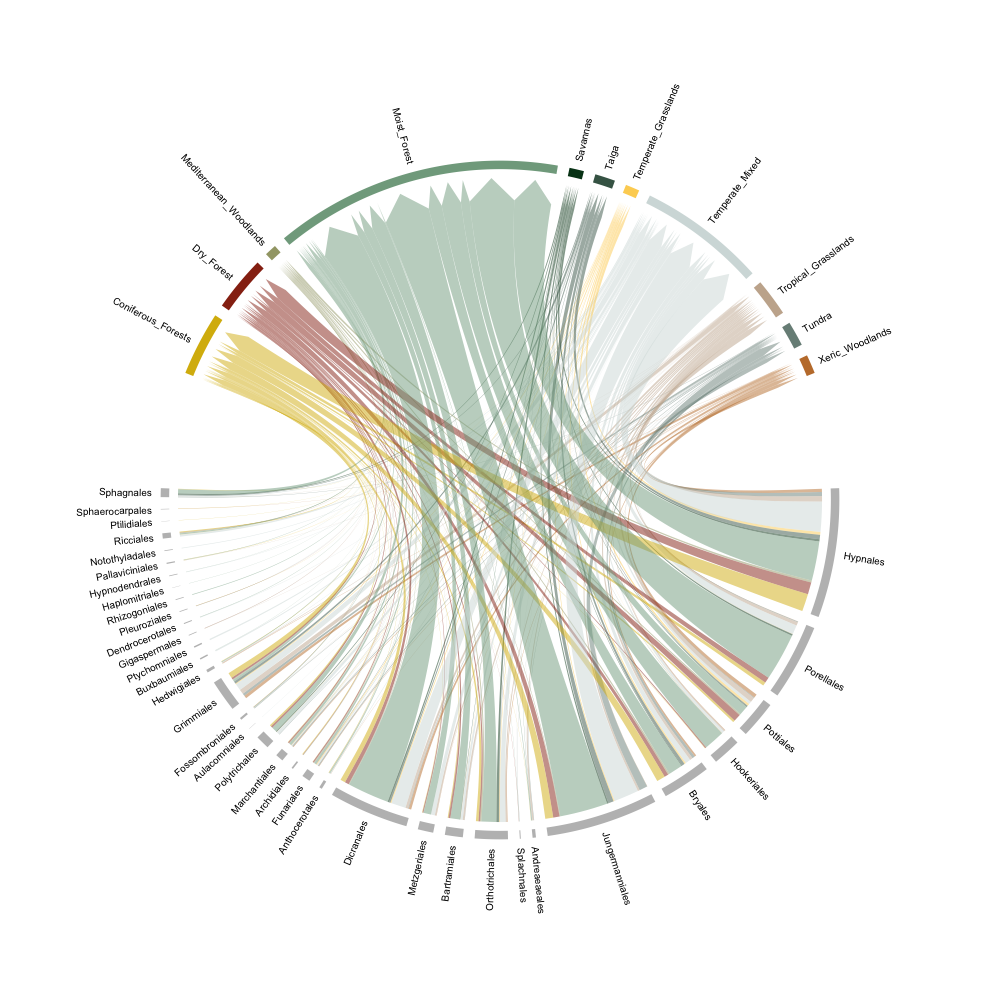 Coniferous_Forests
Dry_Forest
Mediterranean_Woodlands
Moist_Forest
Savannas
Taiga
Temperate_Grasslands
Temperate_Mixed
Tropical_Grasslands
Tundra
Xeric_Woodlands
Hypnales
Porellales
Pottiales
Hookeriales
Bryales
Jungermanniales
Andreaeaeales
Splachnales
Orthotrichales
Bartramiales
Metzgeriales
Dicranales
Anthocerotales
Funariales
Archidiales
Marchantiales
Polytrichales
Aulacomniales
Fossombroniales
Grimmiales
Hedwigiales
Buxbaumiales
Ptychomniales
Gigaspermales
Dendrocerotales
Pleuroziales
Rhizogoniales
Haplomitriales
Hypnodendrales
Pallaviciniales
Notothyladales
Ricciales
Ptilidiales
Sphaerocarpales
Sphagnales